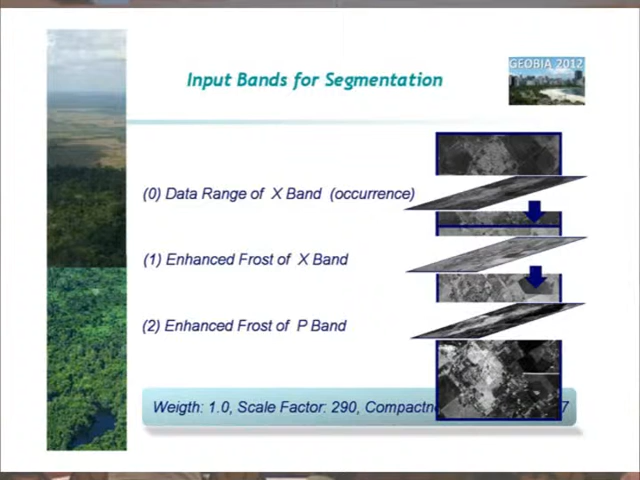 Input Bands for Segmentation
GEOBIA 2012
(0) Data Range of X Band (occurrence)
(1) Enhanced Frost of X Band
(2) Enhanced Frost of P Band
Weigth: 1.0, Scale Factor: 290,